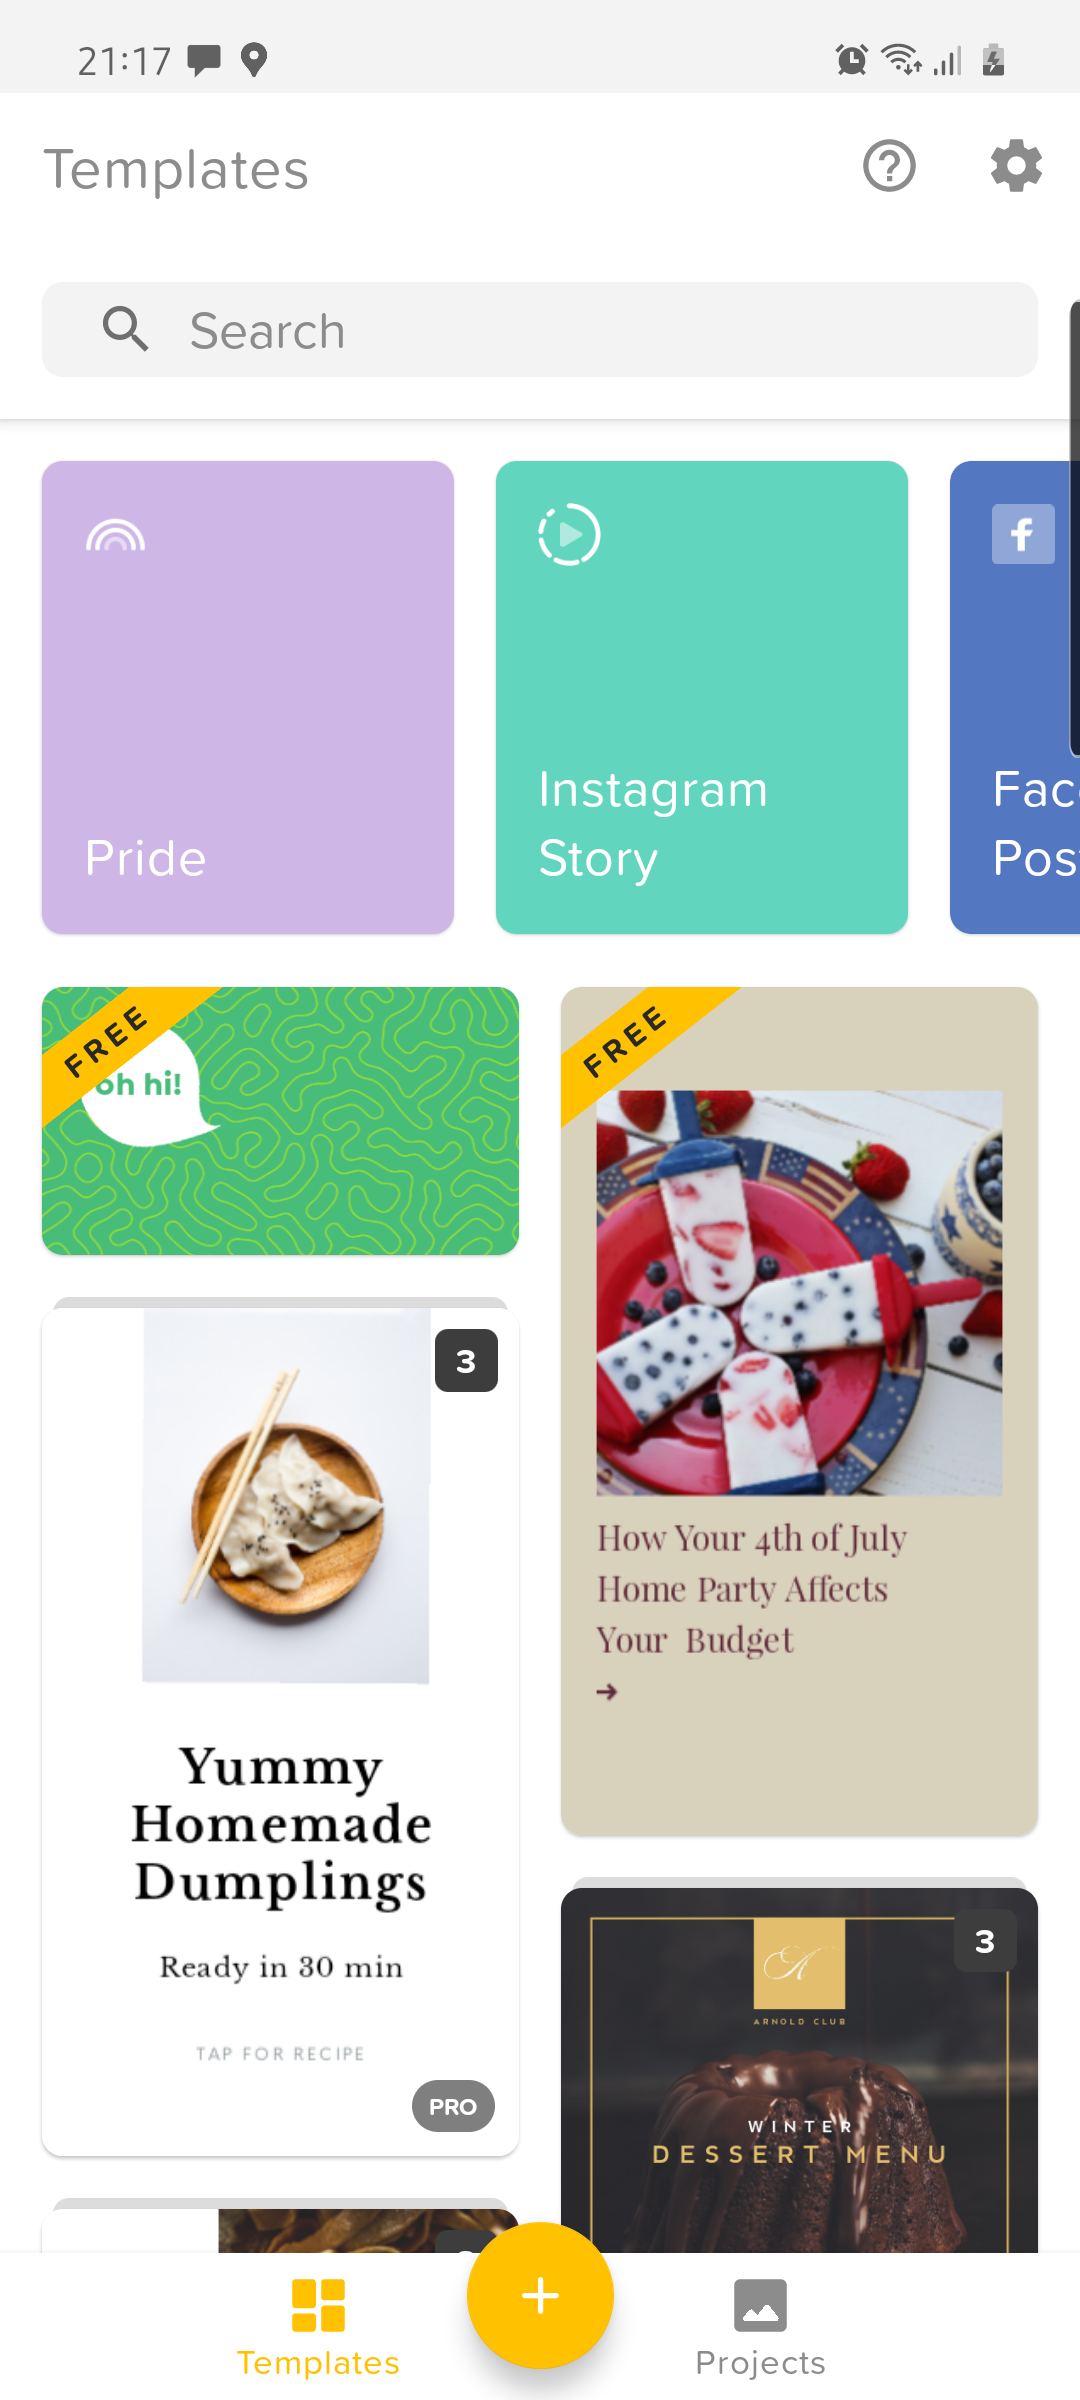 21:17
Templates
Search
Pride
Instagram
Story
f
Fac
Pos
FREE
oh hi!
FREE
How Your 4th of July
Home Party Affects
Your Budget
→
3
Yummy
Homemade
Dumplings
Ready in 30 min
TAP FOR RECIPE
PRO
3
A
ARNOLD CLUB
WINTER
DESSERT MENU
Templates
+
Projects